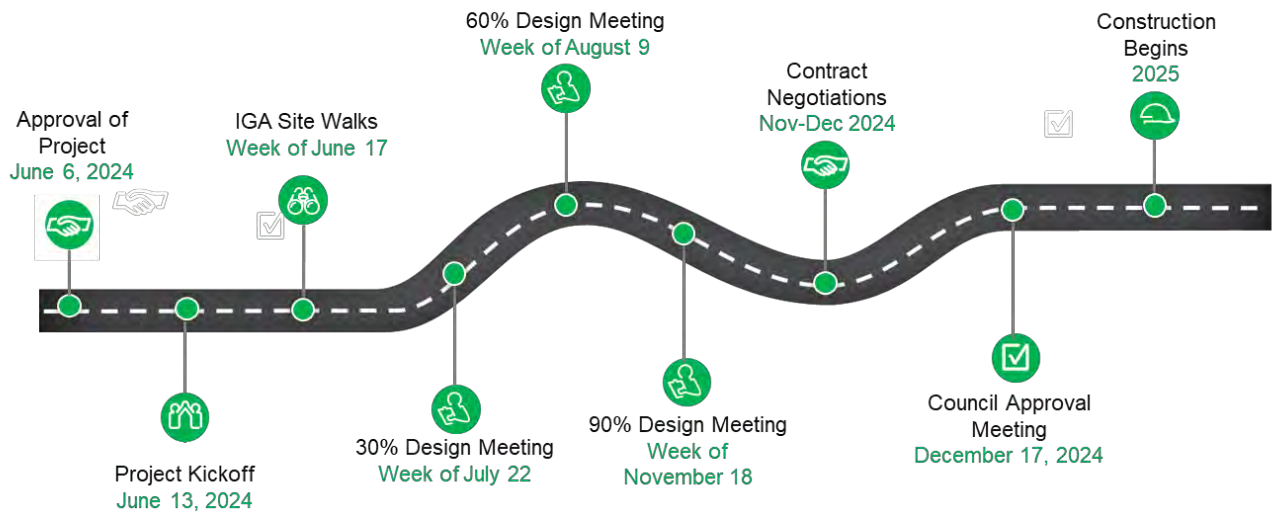 Approval of
Project
June 6, 2024
Project Kickoff
June 13, 2024
IGA Site Walks
Week of June 17
30% Design Meeting
Week of July 22
60% Design Meeting
Week of August 9
90% Design Meeting
Week of
November 18
Contract
Negotiations
Nov-Dec 2024
Council Approval
Meeting
December 17, 2024
Construction
Begins
2025